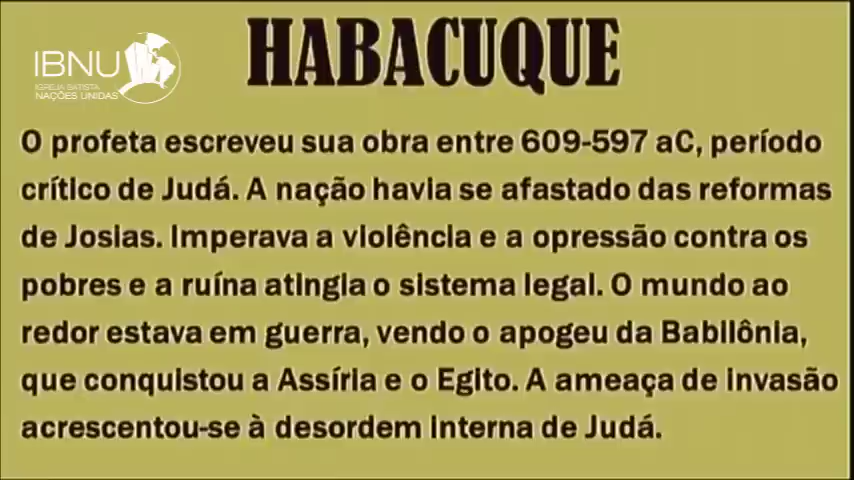 HABACUQUE
IBNU
IGREJA BATISTA
NAÇÕES UNIDAS
O profeta escreveu sua obra entre 609-597 aC, período
crítico de Judá. A nação havia se afastado das reformas
de Josias. Imperava a violência e a opressão contra os
pobres e a ruína atingia o sistema legal. O mundo ao
redor estava em guerra, vendo o apogeu da Babilônia,
que conquistou a Assíria e o Egito. A ameaça de invasão
acrescentou-se à desordem interna de Judá.